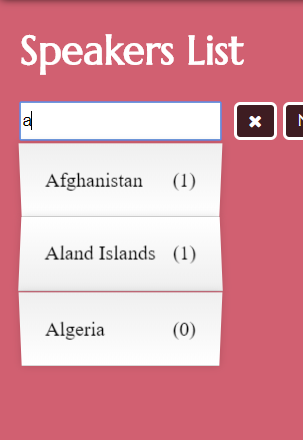 Speakers List
a
Afghanistan (1)
Aland Islands (1)
Algeria (0)